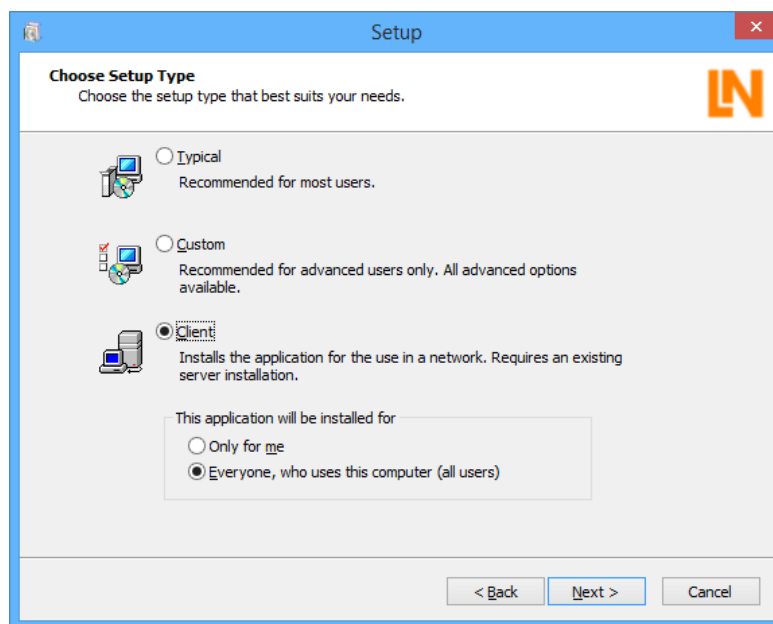 Setup
Choose Setup Type
Choose the setup type that best suits your needs.
LN
Typical
Recommended for most users.
Custom
Recommended for advanced users only. All advanced options
available.
Client
Installs the application for the use in a network. Requires an existing
server installation.
This application will be installed for
Only for me
Everyone, who uses this computer (all users)
< Back Next > Cancel